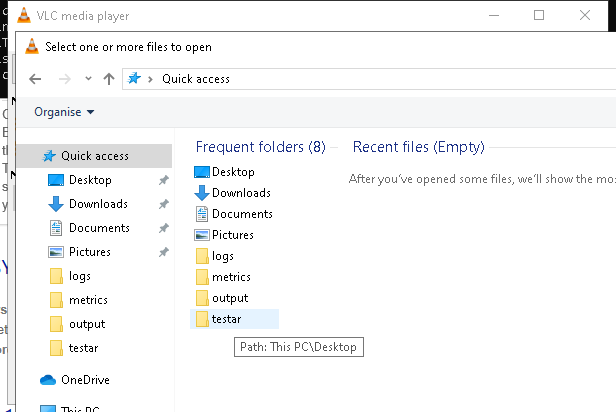 VLC media player
Select one or more files to open
Quick access
Organise
Quick access
Desktop
Downloads
Documents
Pictures
logs
metrics
output
testar
OneDrive
This PC
Frequent folders (8)
Desktop
Downloads
Documents
Pictures
logs
metrics
output
testar
Path: This PC\Desktop
Recent files (Empty)
After you've opened some files, we'll show the mos